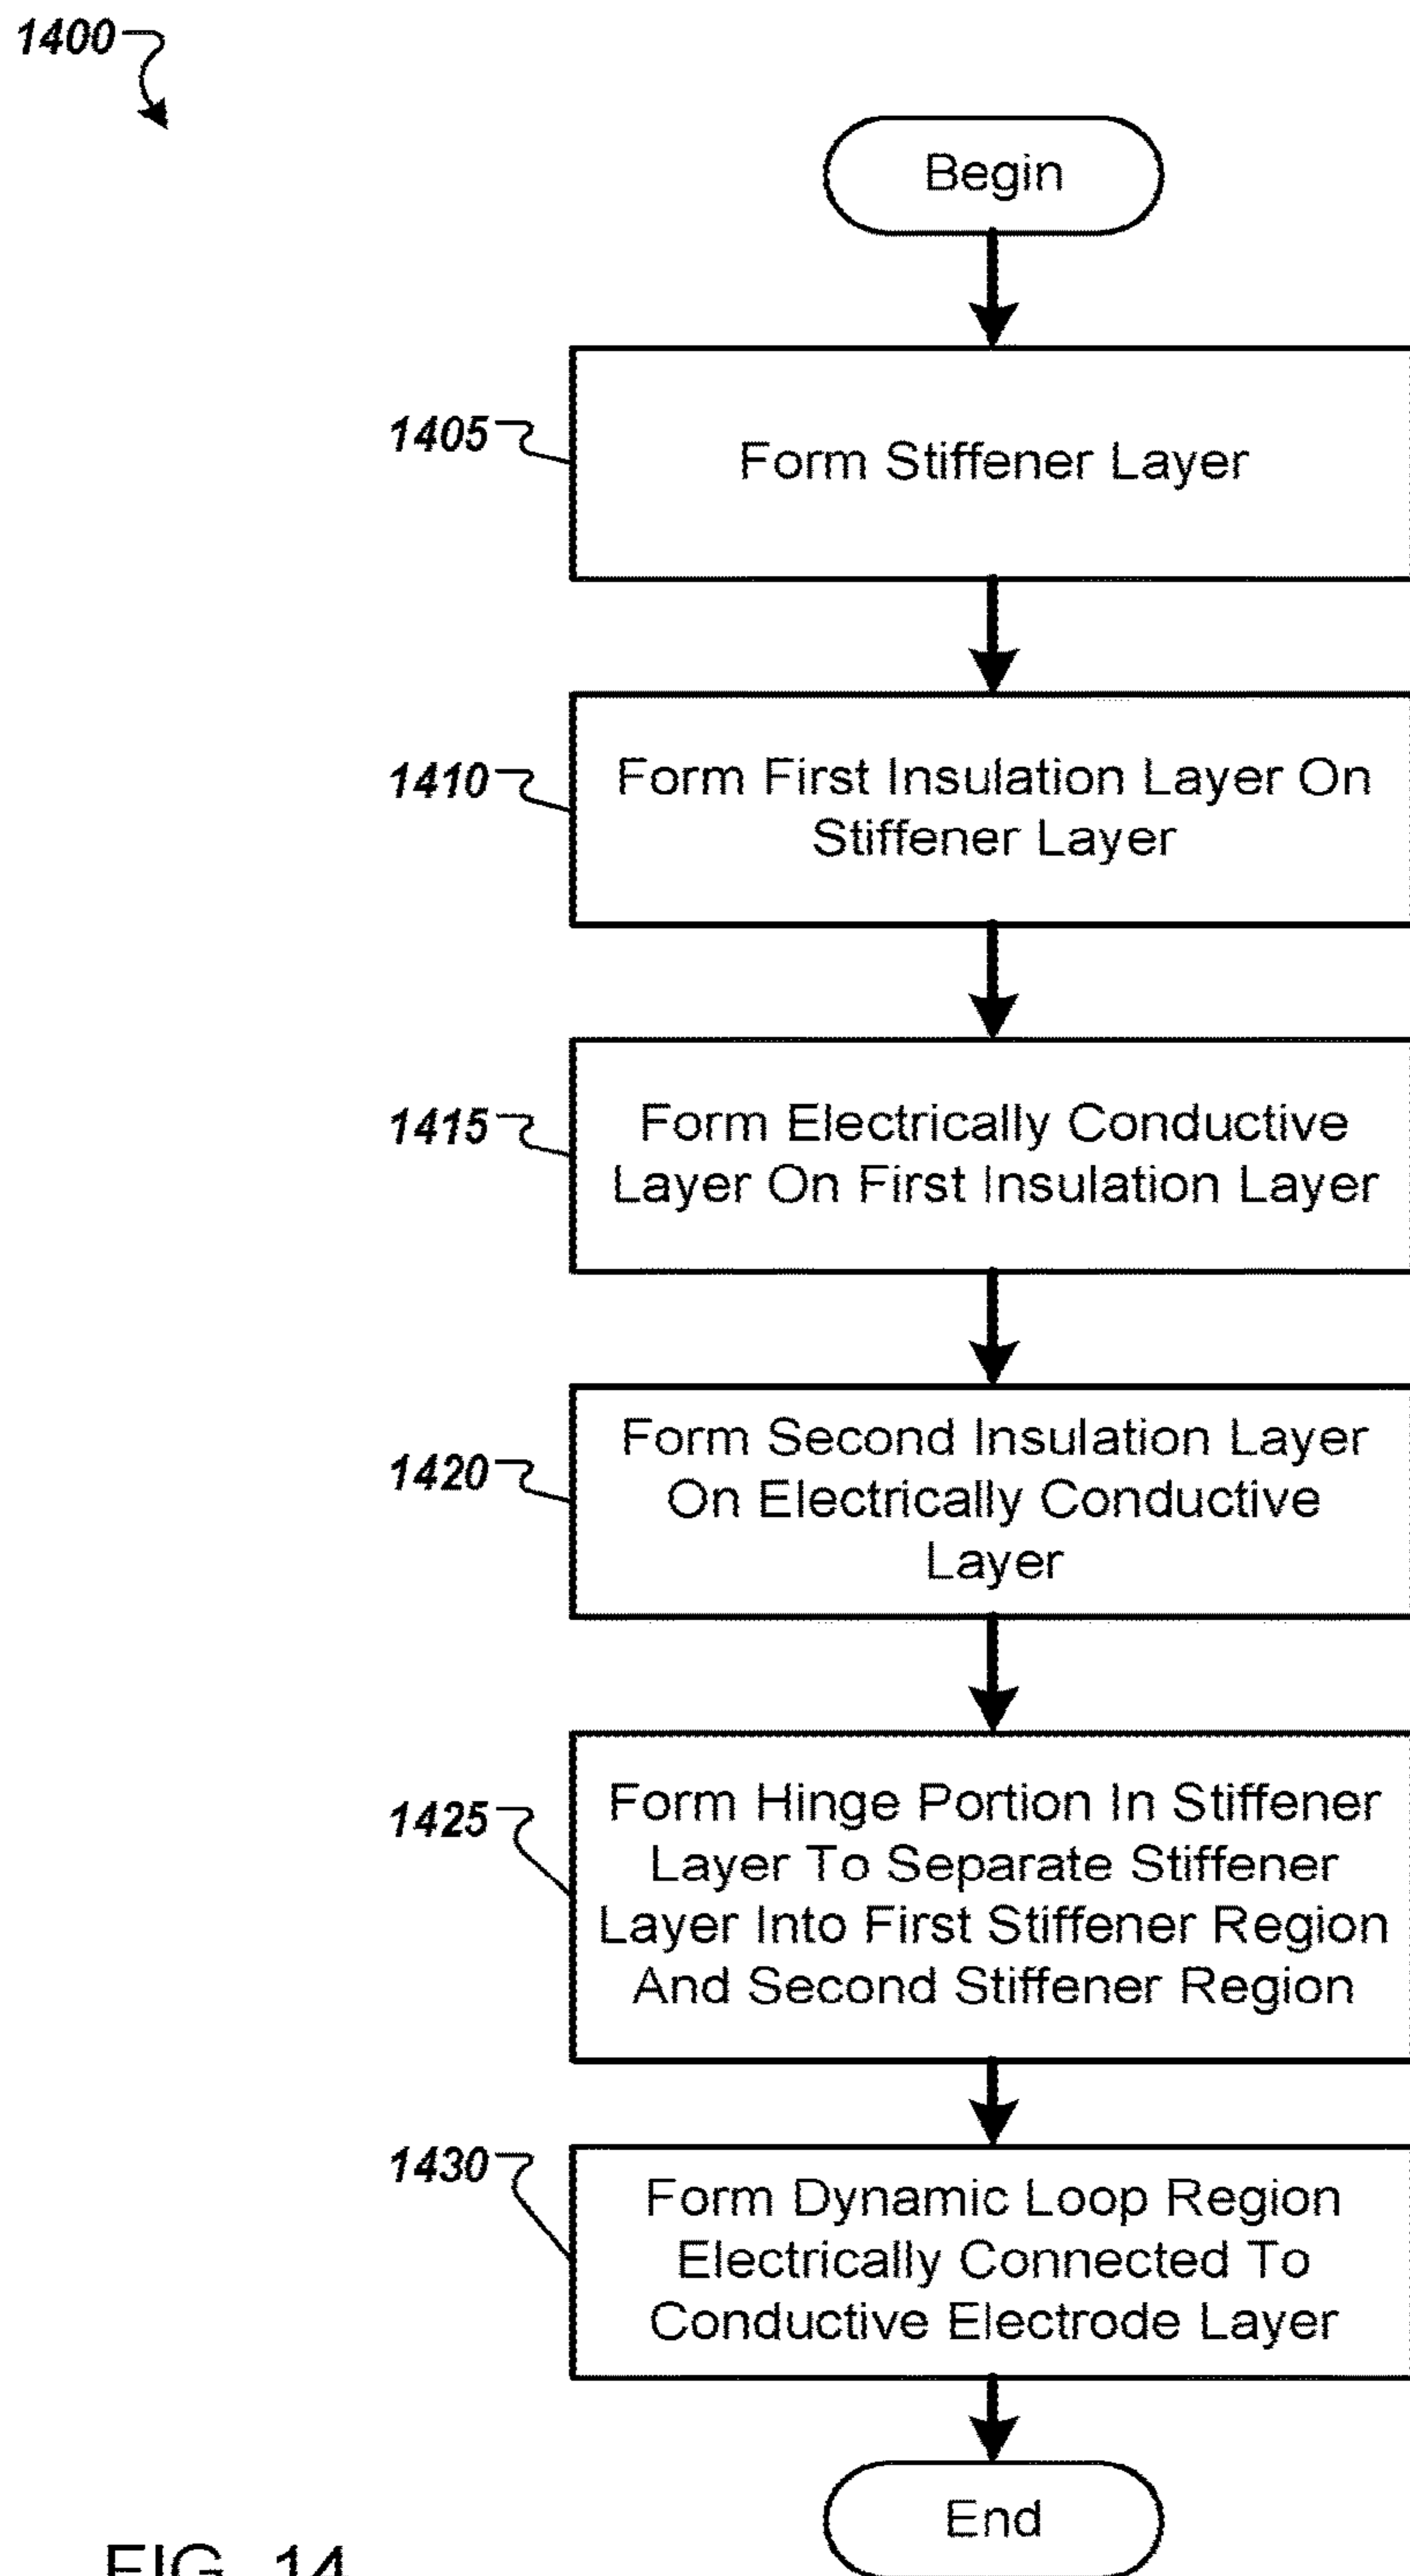 1400
Begin
1405
Form Stiffener Layer
1410
Form First Insulation Layer On
Stiffener Layer
1415
Form Electrically Conductive
Layer On First Insulation Layer
1420
Form Second Insulation Layer
On Electrically Conductive
Layer
1425
Form Hinge Portion In Stiffener
Layer To Separate Stiffener
Layer Into First Stiffener Region
And Second Stiffener Region
1430
Form Dynamic Loop Region
Electrically Connected To
Conductive Electrode Layer
End
FIG. 14